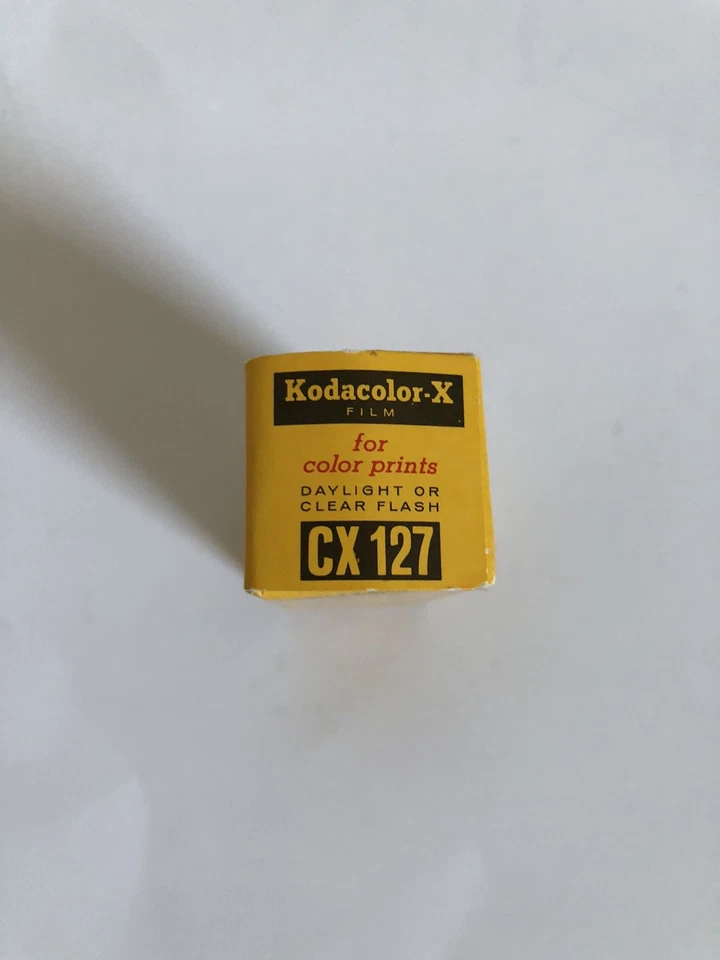 Kodacolor-X
FILM
for
color prints
DAYLIGHT OR
CLEAR FLASH
CX 127